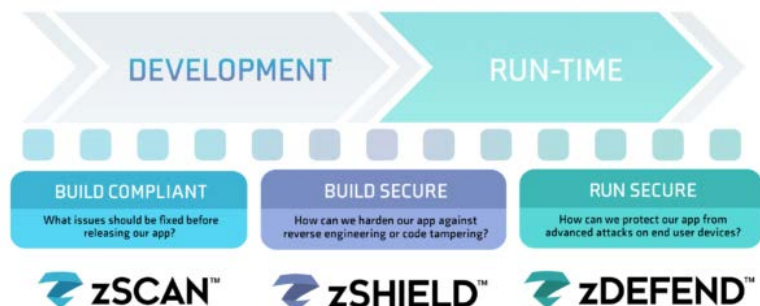 DEVELOPMENT
RUN-TIME
BUILD COMPLIANT
What issues should be fixed before
releasing our app?
BUILD SECURE
How can we harden our app against
reverse engineering or code tampering?
RUN SECURE
How can we protect our app from
advanced attacks on end user devices?
zSCAN™
zSHIELD™
zDEFEND™